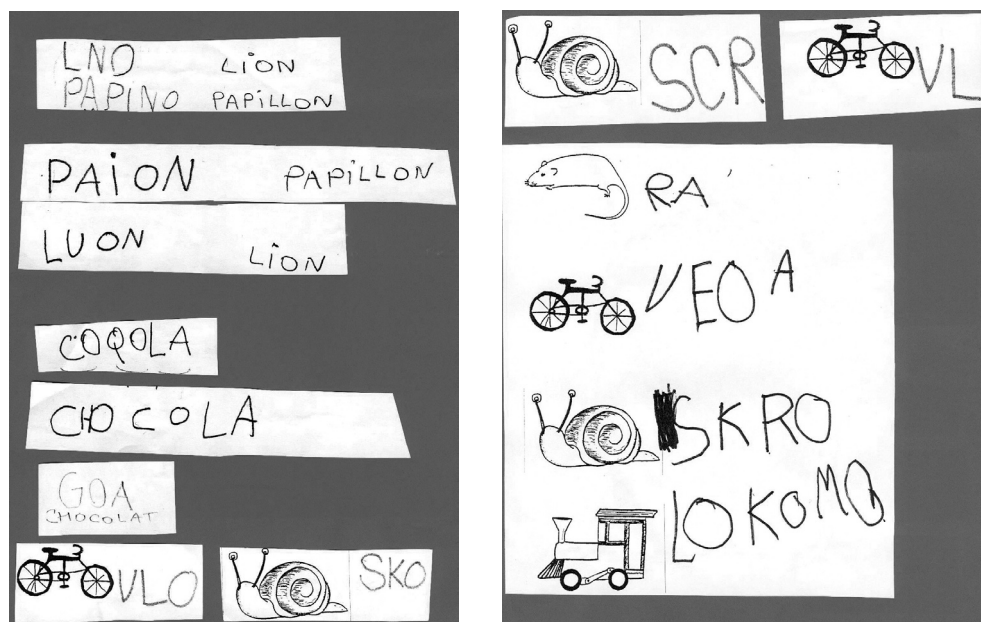 LNO LION
PAPINO PAPILLON
PAION PAPILLON
LUON LION
COQOLA
CHOCOLA
GOA
CHOCOLAT
VLO
SKO
SCR
VL
RA
VEO A
SKRO
LOKOMO